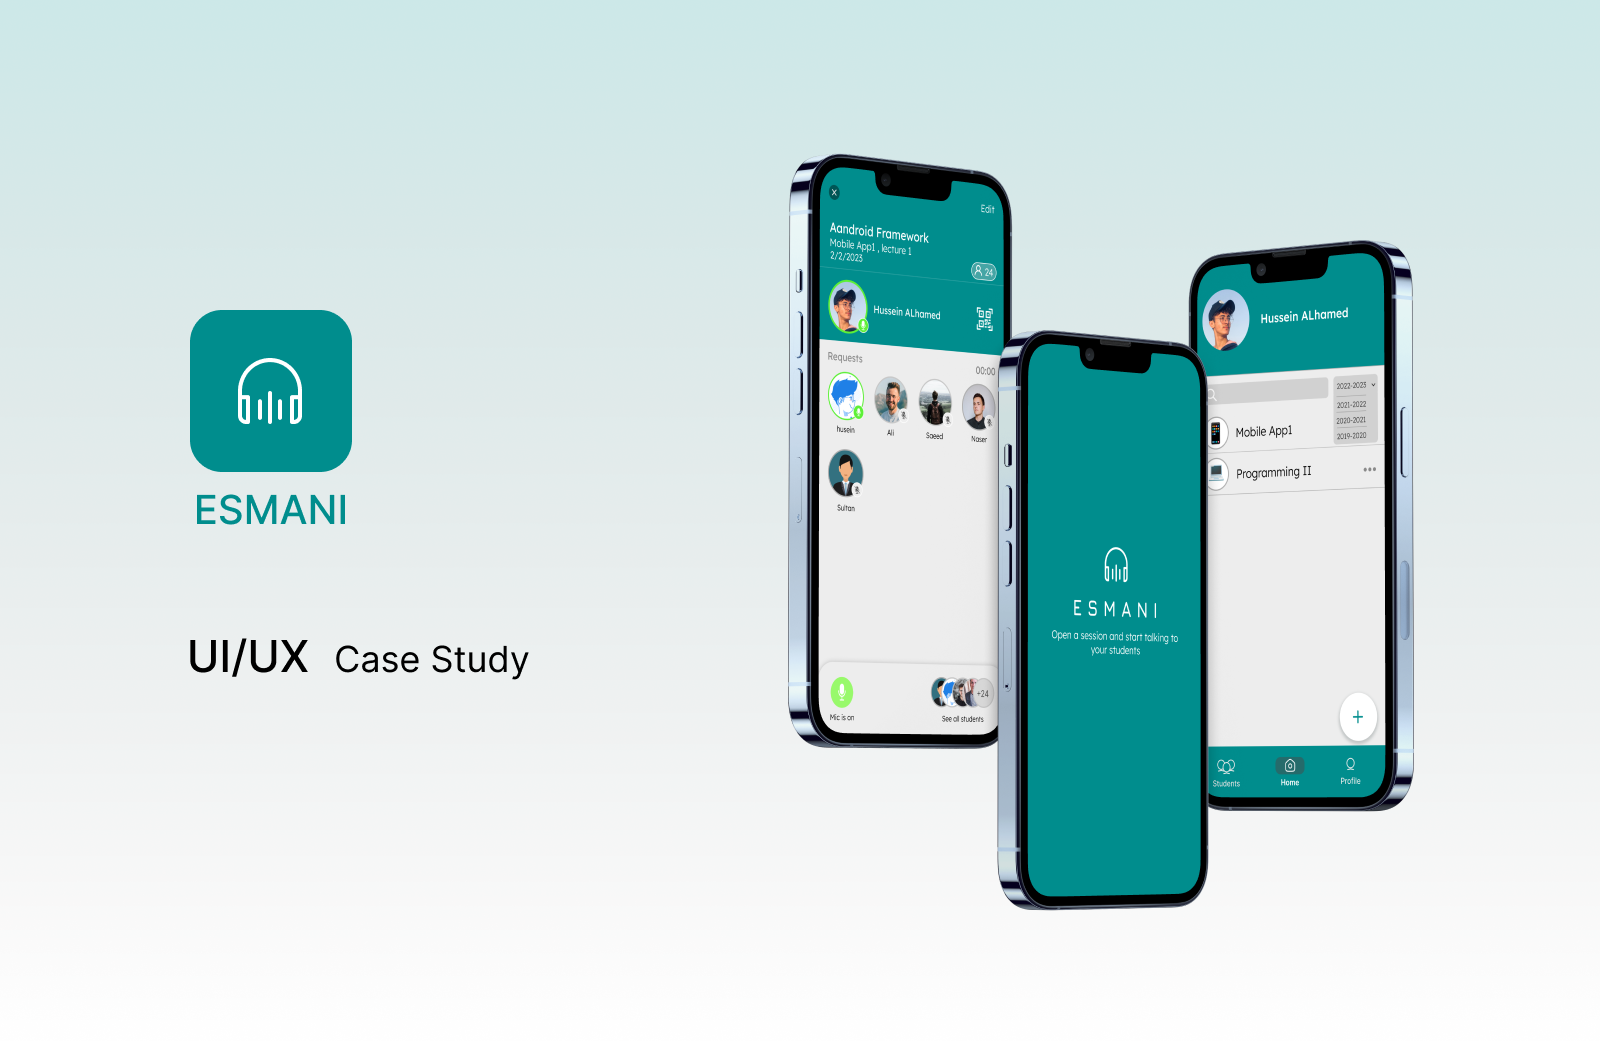 ESMANI
UI/UX Case Study
Edit
Aandroid Framework
Mobile App1 , lecture 1
2/2/2023
24
Hussein ALhamed
Requests
00:00
husein
Ali
Saeed
Naser
Sultan
Mic is on
+24
See all students
ESMANI
Open a session and start talking to
your students
Hussein ALhamed
2022-2023
2021-2022
2020-2021
2019-2020
Mobile App1
Programming II
Students
Home
Profile